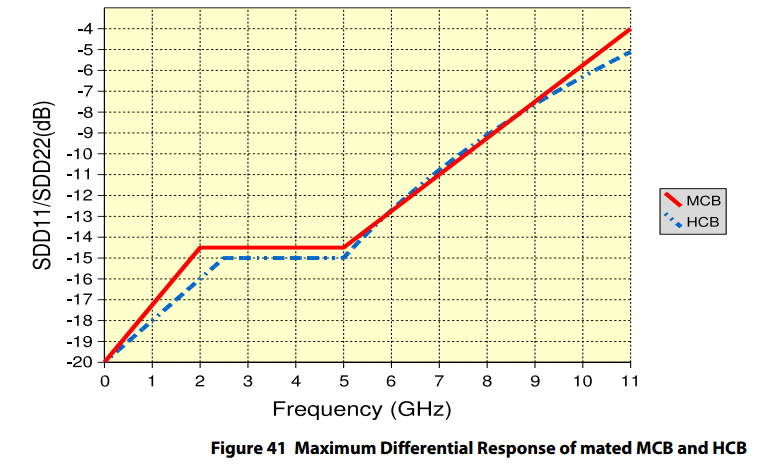 -4
-5
-6
-7
-8
-9
-10
-11
-12
-13
-14
-15
-16
-17
-18
-19
-20
SDD11/SDD22(dB)
0 1 2 3 4 5 6 7 8 9 10 11
Frequency (GHz)
MCB
HCB
Figure 41 Maximum Differential Response of mated MCB and HCB